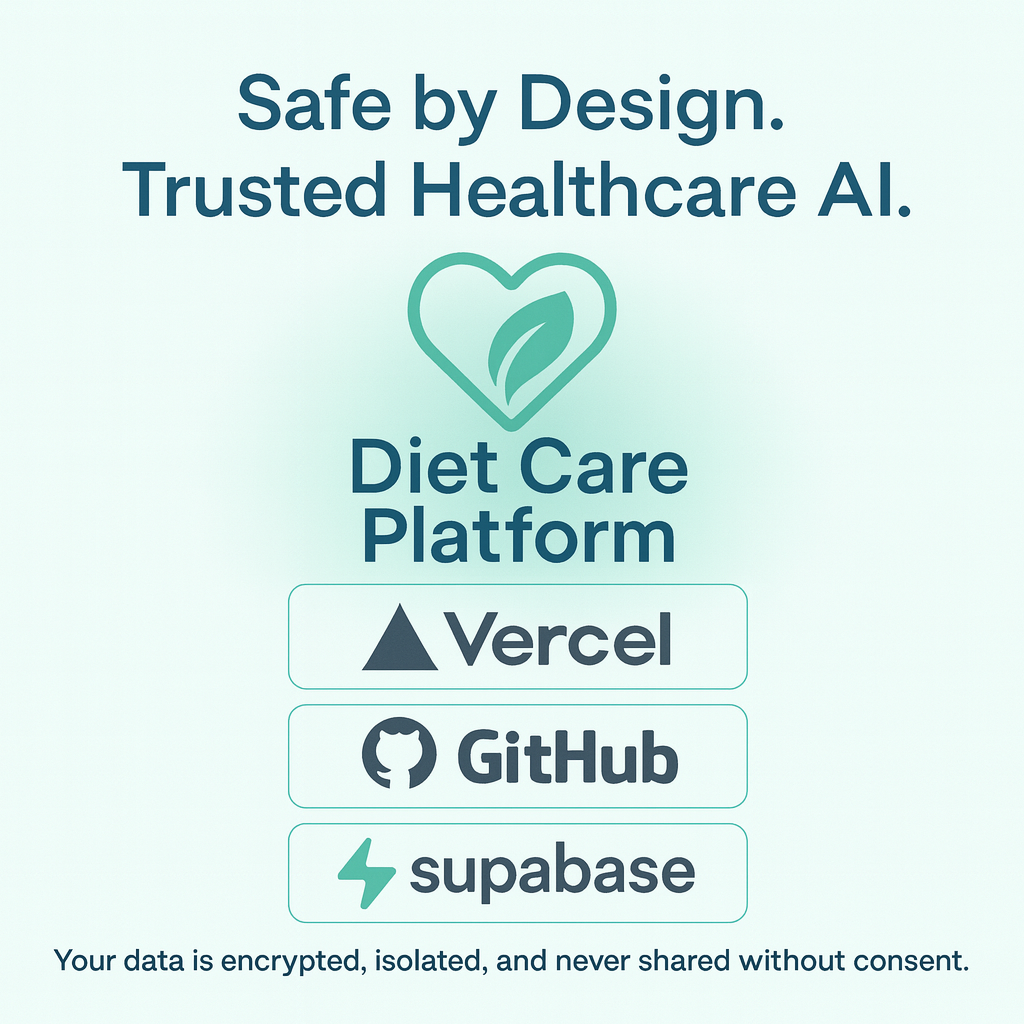 Safe by Design.
Trusted Healthcare AI.
Diet Care
Platform
Vercel
GitHub
supabase
Your data is encrypted, isolated, and never shared without consent.